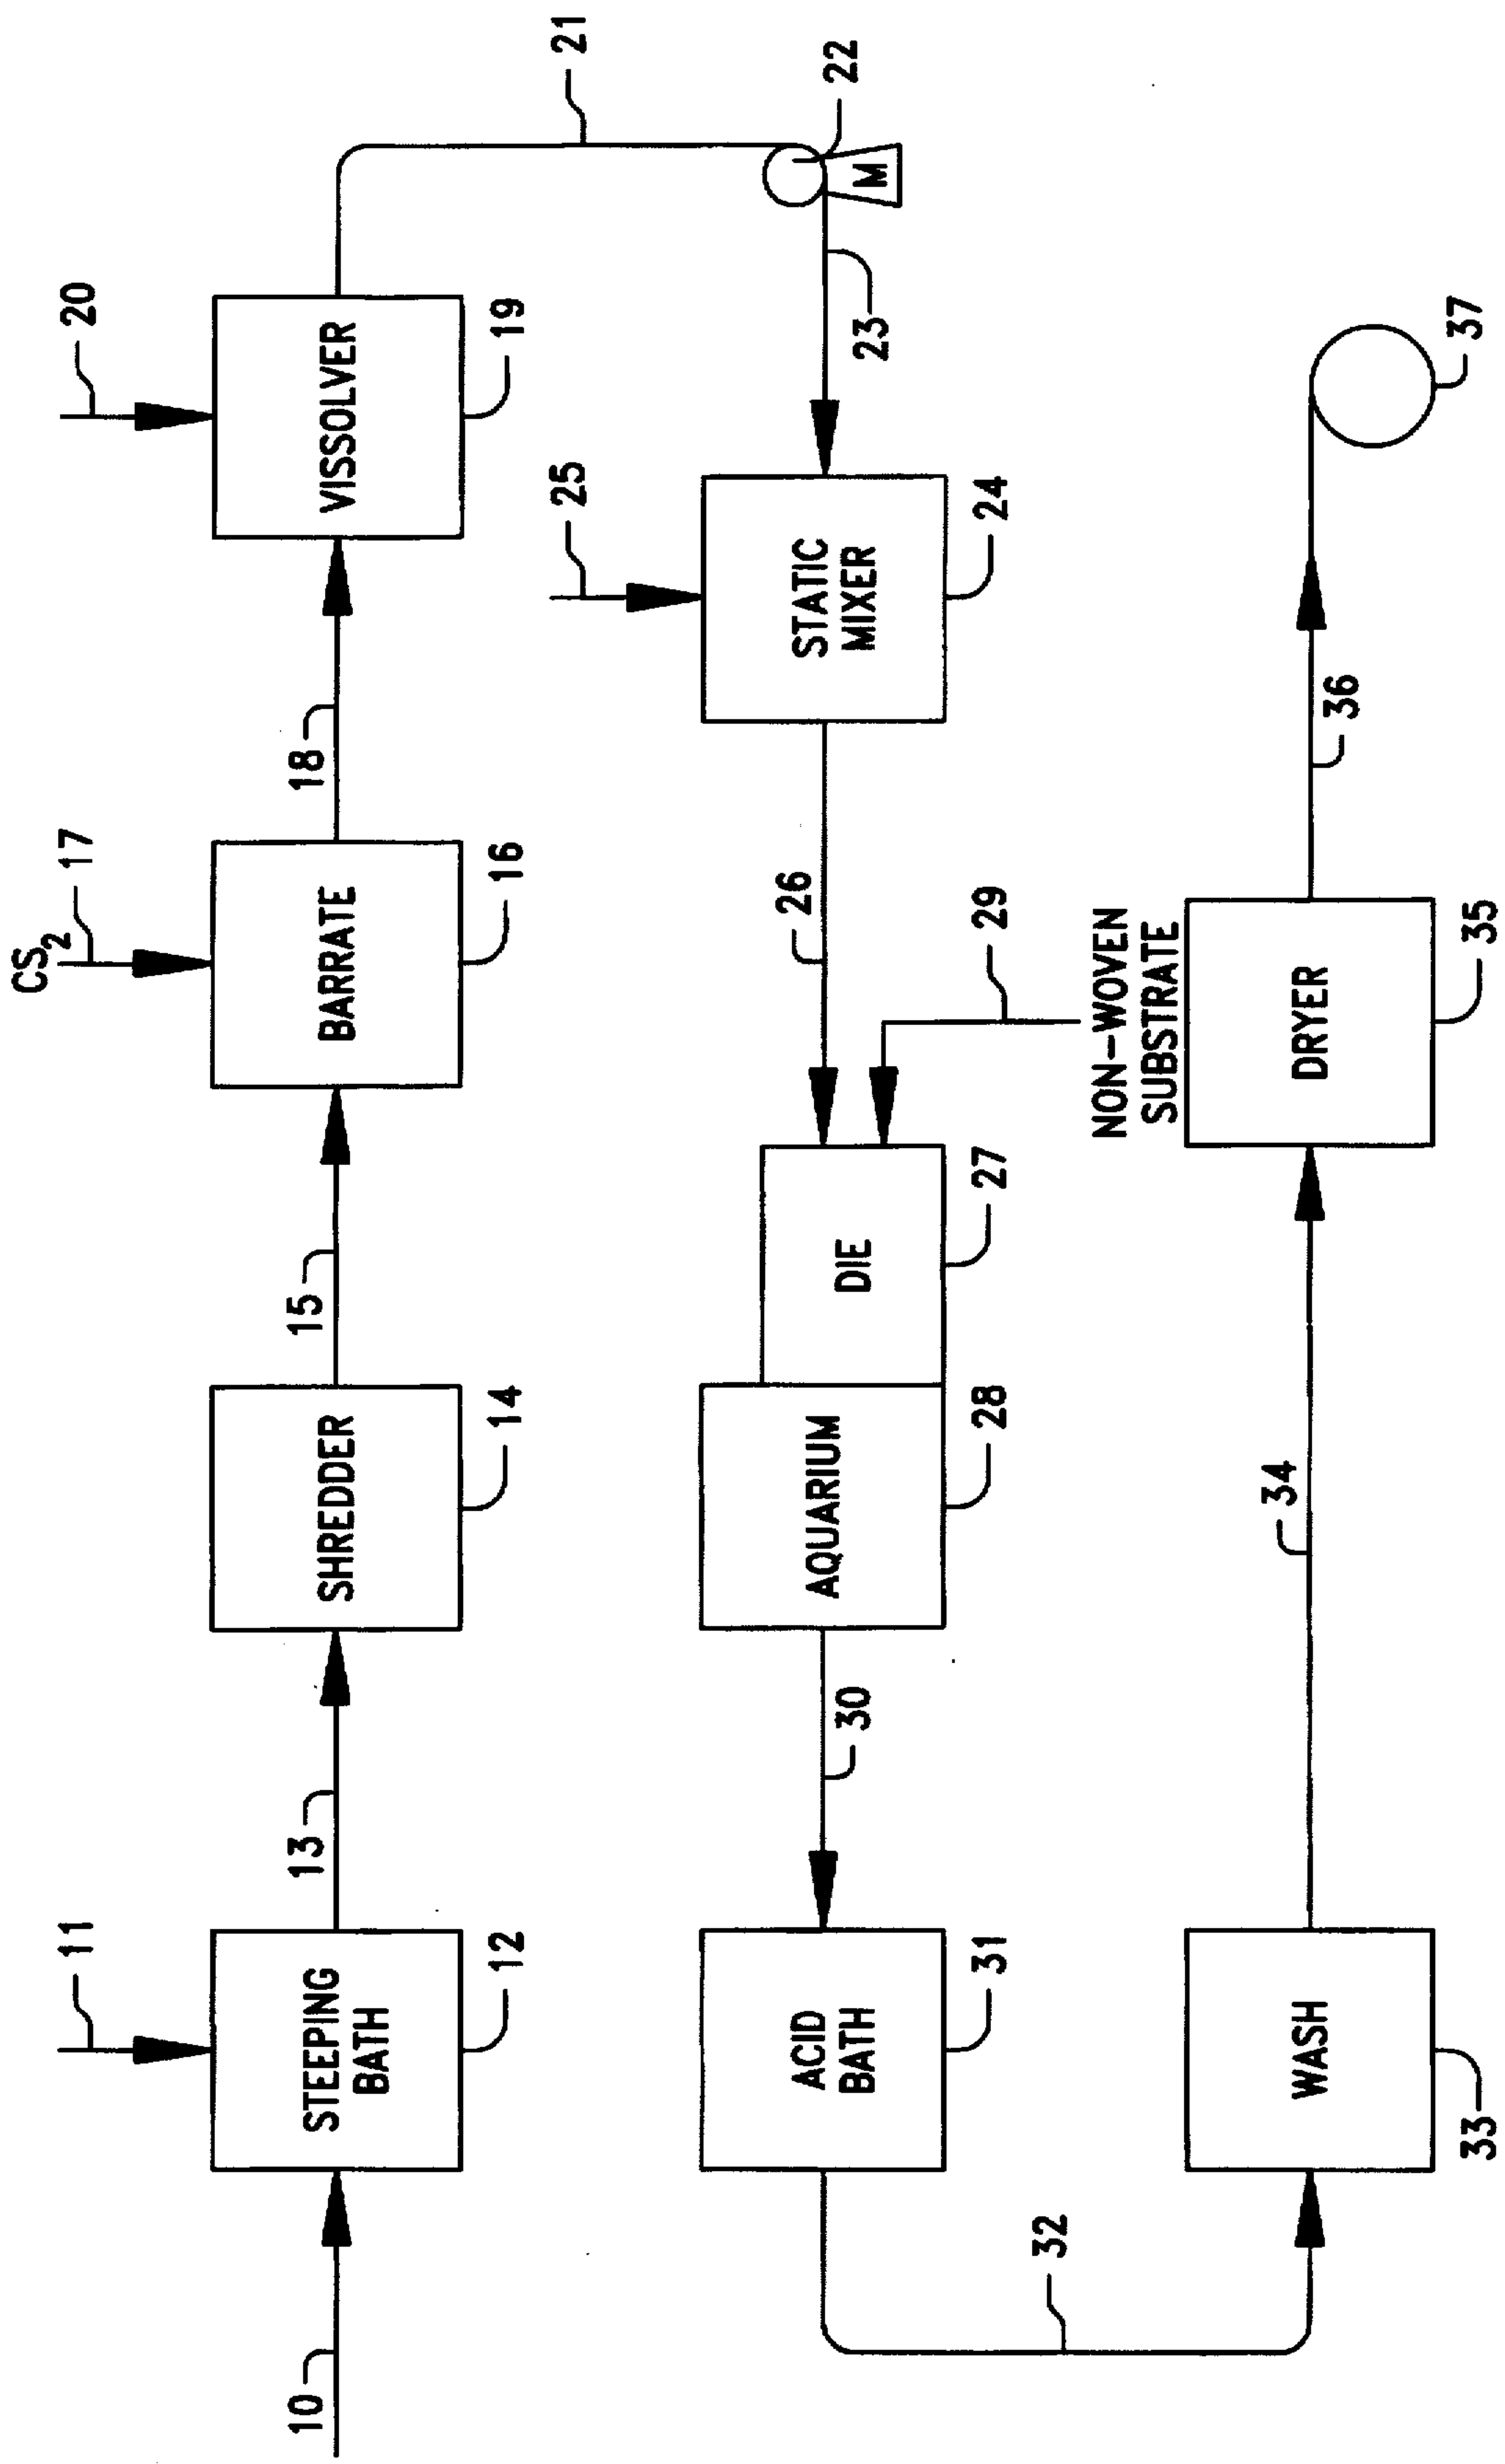 CS2
11
17
20
10
13
15
18
STEEPING
BATH
SHREDDER
BARRATE
VISSOLVER
12
14
16
19
21
25
22
M
23
ACID
BATH
AQUARIUM
DIE
STATIC
MIXER
30
26
31
28
27
24
29
32
NON-WOVEN
SUBSTRATE
34
36
WASH
DRYER
33
35
37